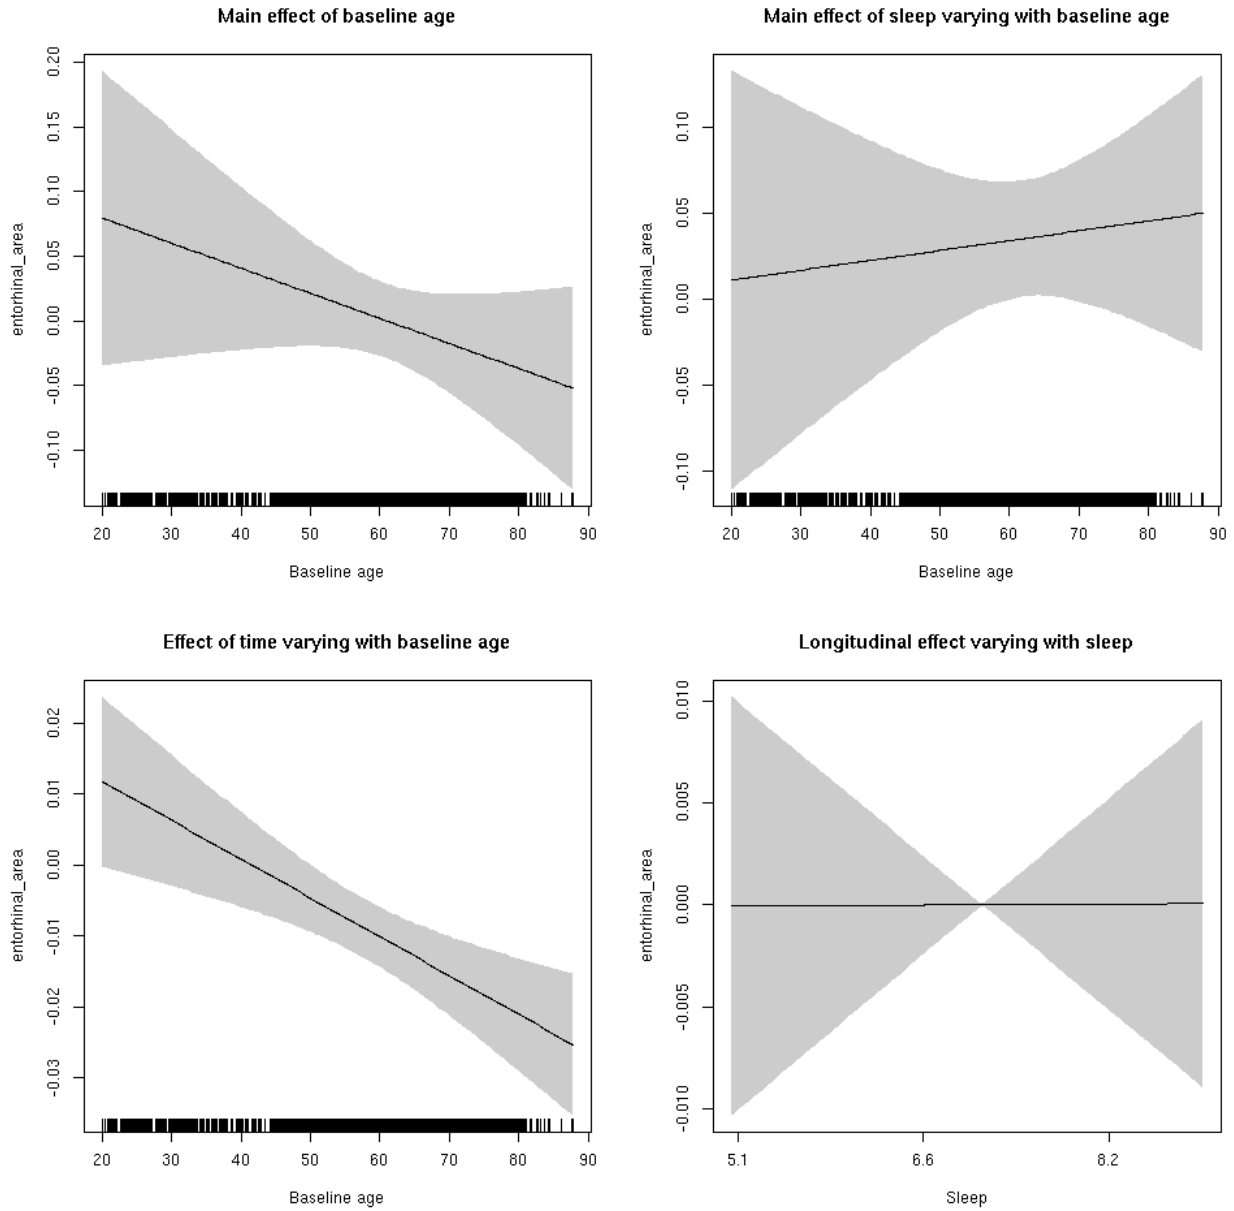 Main effect of baseline age
entorhinal_area
0.20
0.15
0.10
0.05
0.00
-0.05
-0.10
20 30 40 50 60 70 80 90
Baseline age
Main effect of sleep varying with baseline age
entorhinal_area
0.10
0.05
0.00
-0.05
-0.10
20 30 40 50 60 70 80 90
Baseline age
Effect of time varying with baseline age
entorhinal_area
0.02
0.01
0.00
-0.01
-0.02
-0.03
20 30 40 50 60 70 80 90
Baseline age
Longitudinal effect varying with sleep
entorhinal_area
0.010
0.005
0.000
-0.005
-0.010
5.1 6.6 8.2
Sleep